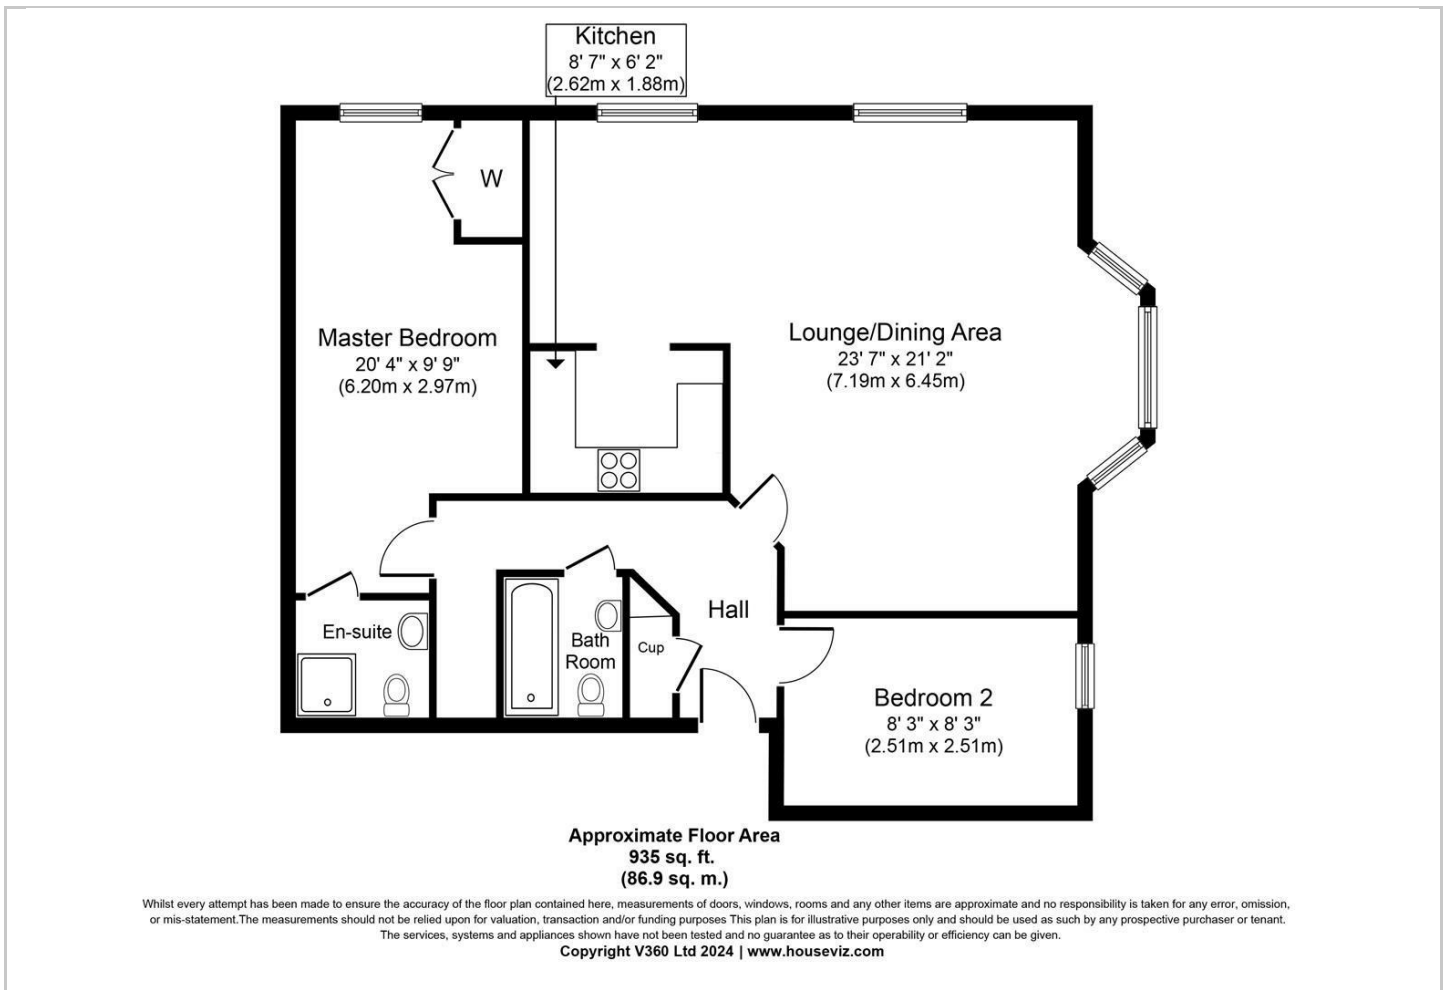 Kitchen
8' 7" x 6' 2"
(2.62m x 1.88m)
W
Master Bedroom
20' 4" x 9' 9"
(6.20m x 2.97m)
Lounge/Dining Area
23' 7" x 21' 2"
(7.19m x 6.45m)
En-suite
Bath
Room
Cup
Hall
Bedroom 2
8' 3" x 8' 3"
(2.51m x 2.51m)
Approximate Floor Area
935 sq. ft.
(86.9 sq. m.)
Whilst every attempt has been made to ensure the accuracy of the floor plan contained here, measurements of doors, windows, rooms and any other items are approximate and no responsibility is taken for any error, omission,
or mis-statement.The measurements should not be relied upon for valuation, transaction and/or funding purposes This plan is for illustrative purposes only and should be used as such by any prospective purchaser or tenant.
The services, systems and appliances shown have not been tested and no guarantee as to their operability or efficiency can be given.
Copyright V360 Ltd 2024 | www.houseviz.com